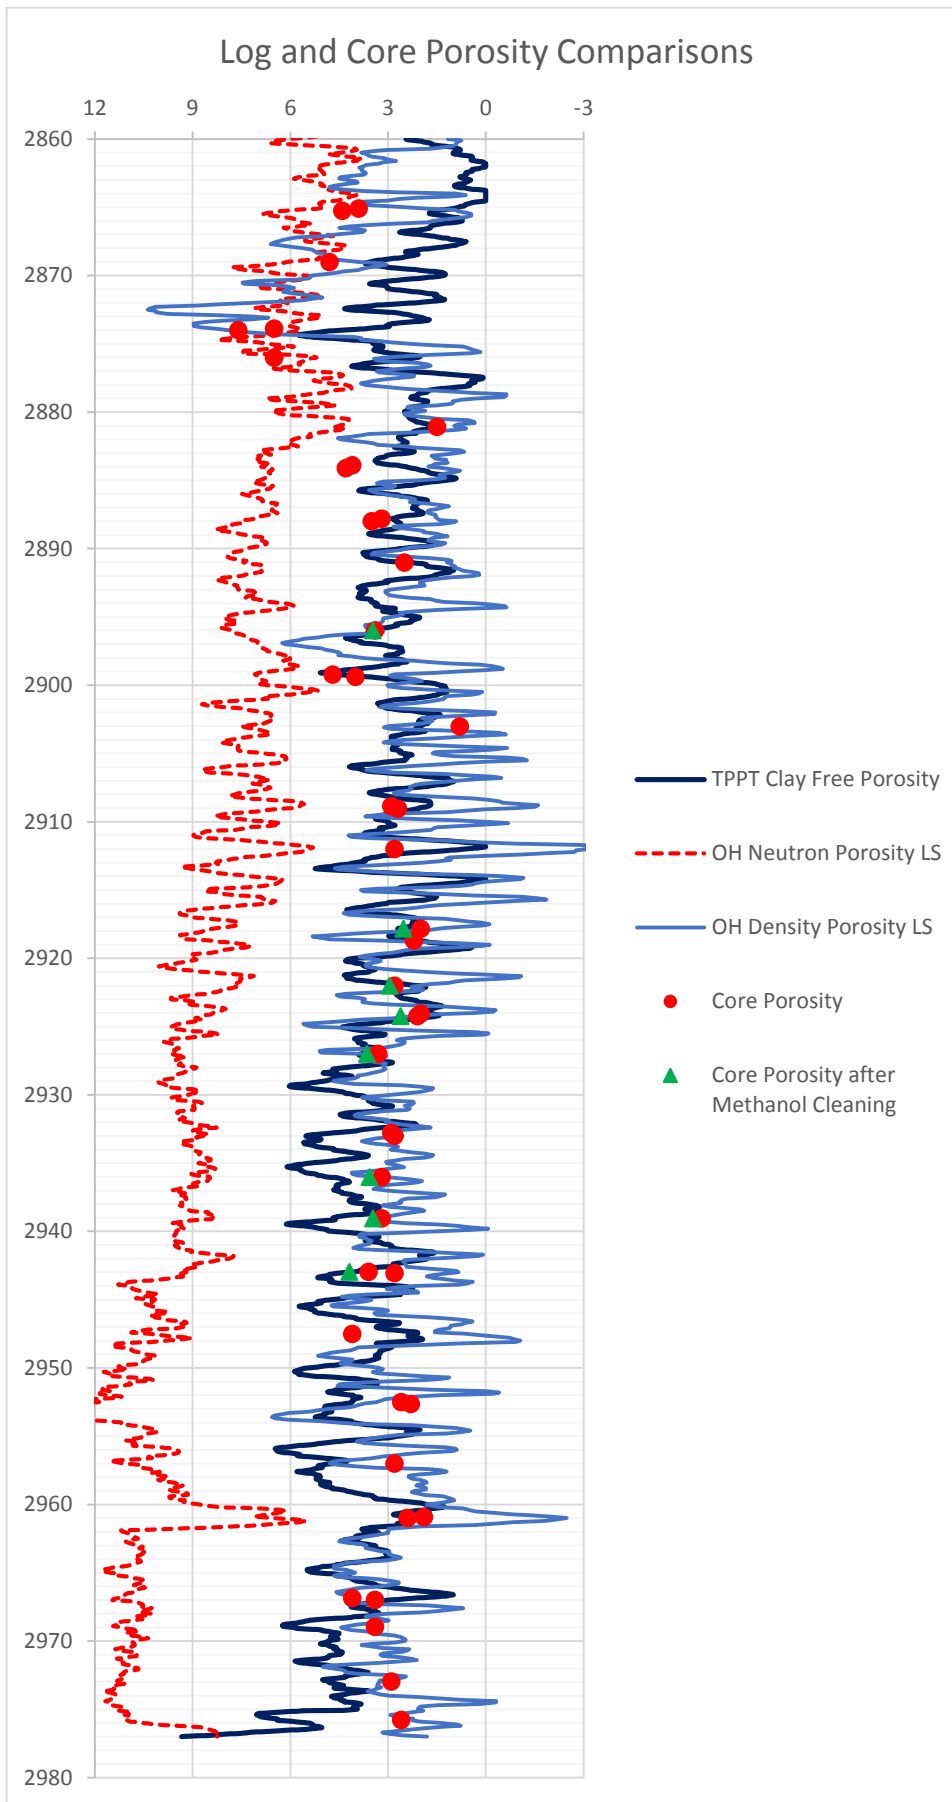 Log and Core Porosity Comparisons
12 9 6 3 0 -3
2860
2870
2880
2890
2900
2910
2920
2930
2940
2950
2960
2970
2980
TPPT Clay Free Porosity
OH Neutron Porosity LS
OH Density Porosity LS
Core Porosity
Core Porosity after
Methanol Cleaning